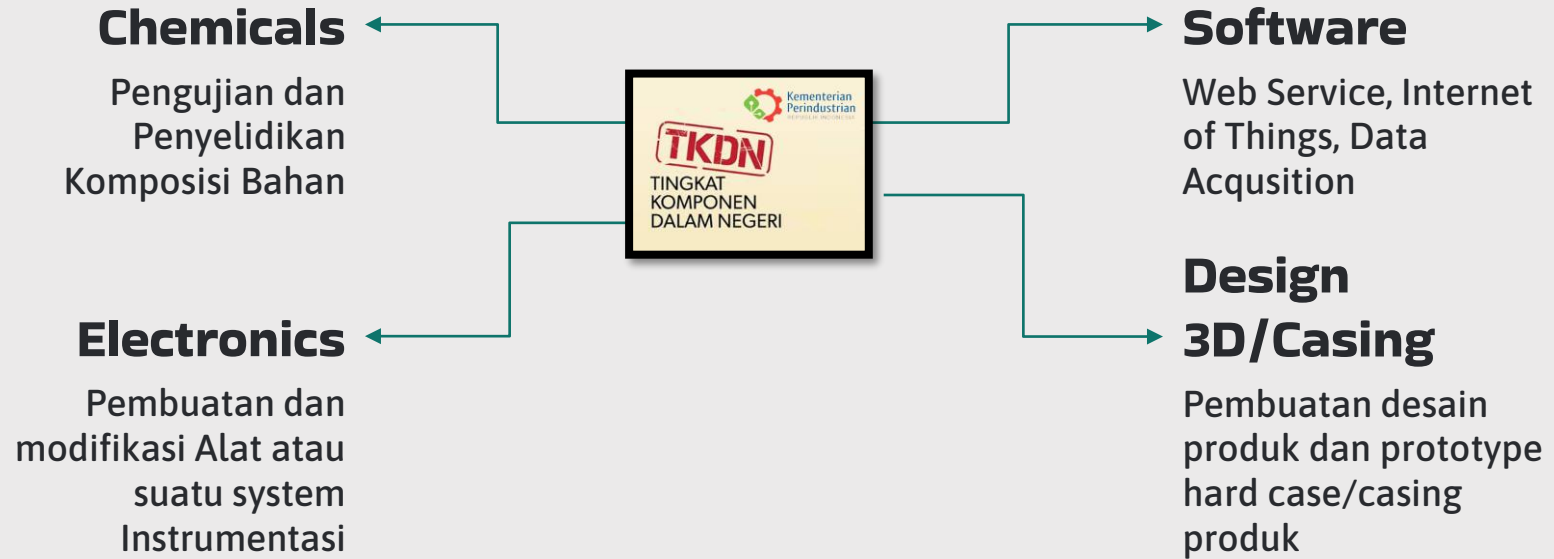 Chemicals
Pengujian dan
Penyelidikan
Komposisi Bahan
Electronics
Pembuatan dan
modifikasi Alat atau
suatu system
Instrumentasi
Kementerian
Perindustrian
REPUBLIK INDONESIA
TKDN
TINGKAT
KOMPONEN
DALAM NEGERI
Software
Web Service, Internet
of Things, Data
Acqusition
Design
3D/Casing
Pembuatan desain
produk dan prototype
hard case/casing
produk